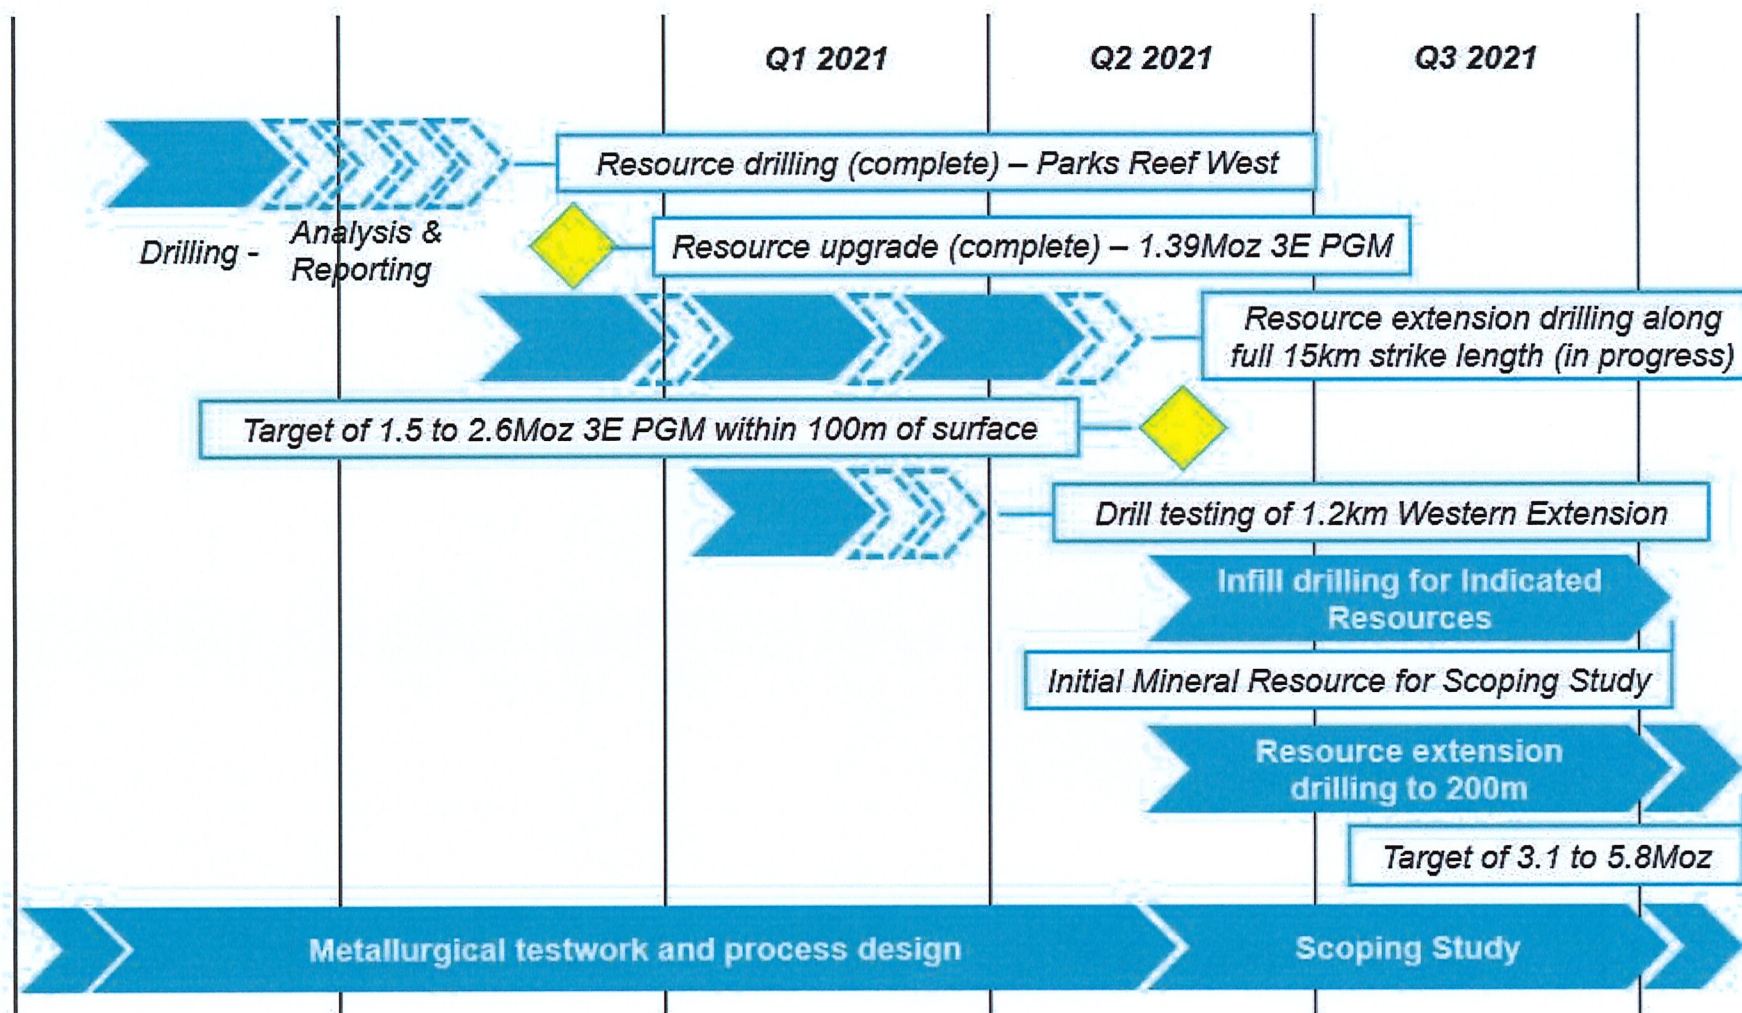 Q1 2021
Q2 2021
Q3 2021
Resource drilling (complete) – Parks Reef West
Drilling -
Analysis &
Reporting
Resource upgrade (complete) – 1.39Moz 3E PGM
Resource extension drilling along
full 15km strike length (in progress)
Target of 1.5 to 2.6Moz 3E PGM within 100m of surface
Drill testing of 1.2km Western Extension
Infill drilling for Indicated
Resources
Initial Mineral Resource for Scoping Study
Resource extension
drilling to 200m
Target of 3.1 to 5.8Moz
Metallurgical testwork and process design
Scoping Study